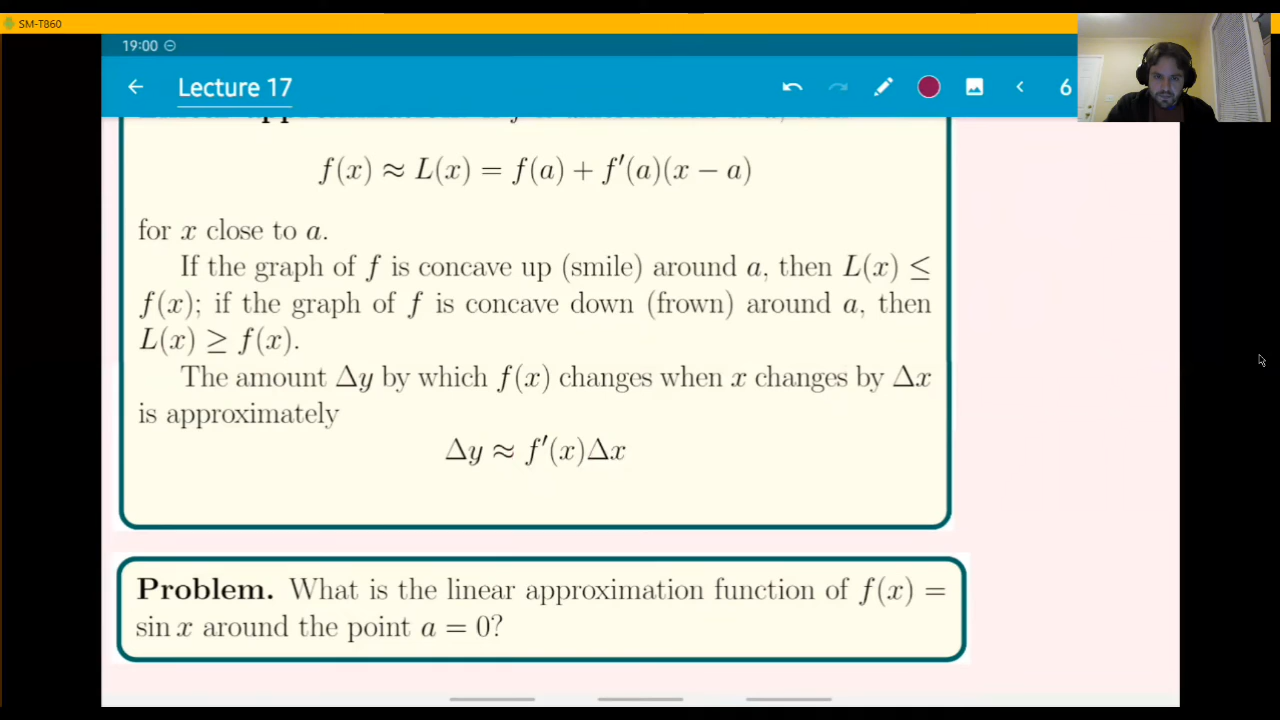 SM-T860
19:00
Lecture 17
6
f(x) ≈ L(x) = f(a) + f′(a)(x − a)
for x close to a.
If the graph of f is concave up (smile) around a, then L(x) ≤
f(x); if the graph of f is concave down (frown) around a, then
L(x) ≥ f(x).
The amount Δy by which f(x) changes when x changes by Δx
is approximately
Δy ≈ f′(x)Δx
Problem. What is the linear approximation function of f(x) =
sin x around the point a = 0?